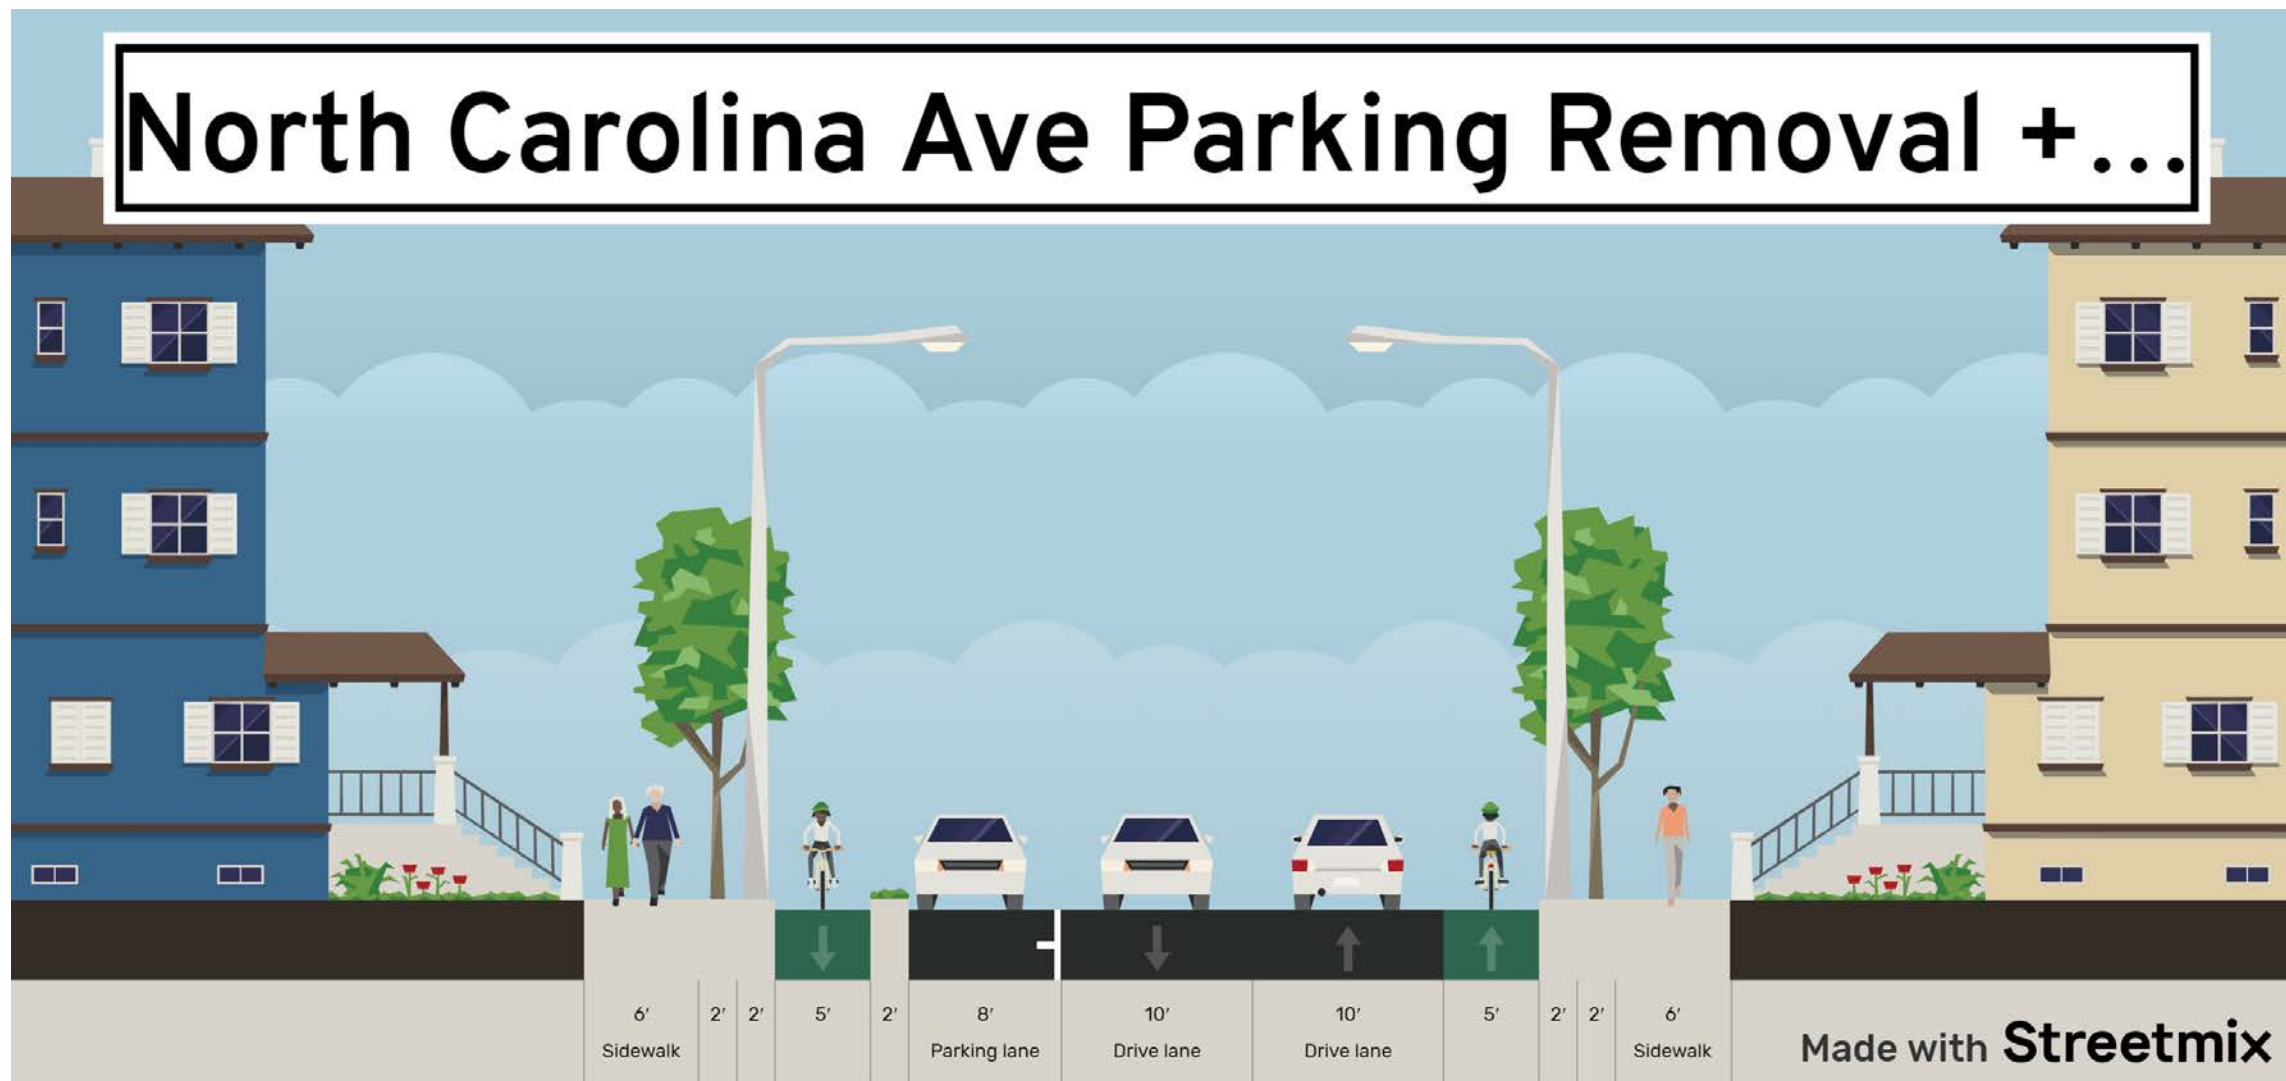 North Carolina Ave Parking Removal +...
6' 2' 2' 5' 2' 8' 10' 10' 5' 2' 2' 6'
Sidewalk Parking lane Drive lane Drive lane Sidewalk
Made with Streetmix